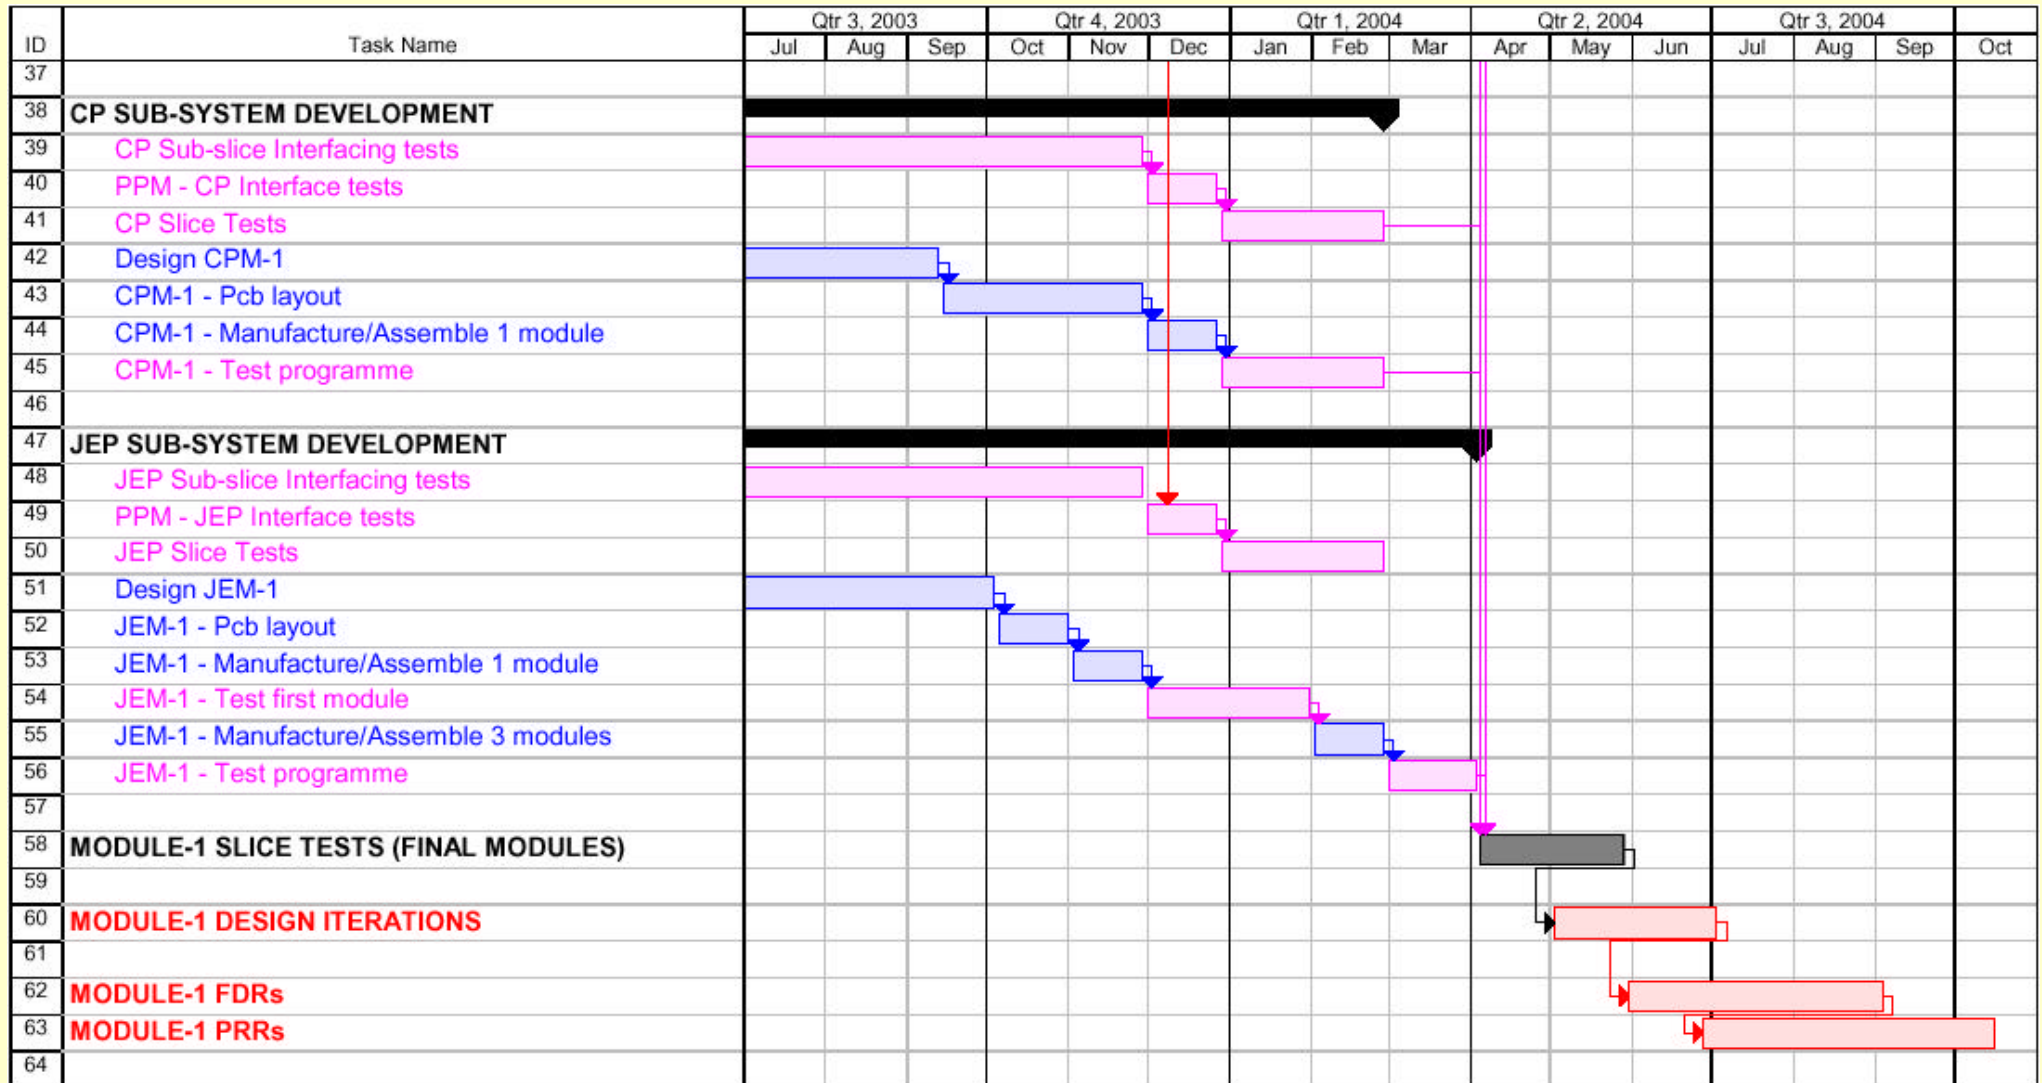 Qtr 3, 2003 Qtr 4, 2003 Qtr 1, 2004 Qtr 2, 2004 Qtr 3, 2004
ID Task Name Jul Aug Sep Oct Nov Dec Jan Feb Mar Apr May Jun Jul Aug Sep Oct
37
38 CP SUB-SYSTEM DEVELOPMENT
39 CP Sub-slice Interfacing tests
40 PPM - CP Interface tests
41 CP Slice Tests
42 Design CPM-1
43 CPM-1 - Pcb layout
44 CPM-1 - Manufacture/Assemble 1 module
45 CPM-1 - Test programme
46
47 JEP SUB-SYSTEM DEVELOPMENT
48 JEP Sub-slice Interfacing tests
49 PPM - JEP Interface tests
50 JEP Slice Tests
51 Design JEM-1
52 JEM-1 - Pcb layout
53 JEM-1 - Manufacture/Assemble 1 module
54 JEM-1 - Test first module
55 JEM-1 - Manufacture/Assemble 3 modules
56 JEM-1 - Test programme
57
58 MODULE-1 SLICE TESTS (FINAL MODULES)
59
60 MODULE-1 DESIGN ITERATIONS
61
62 MODULE-1 FDRs
63 MODULE-1 PRRs
64